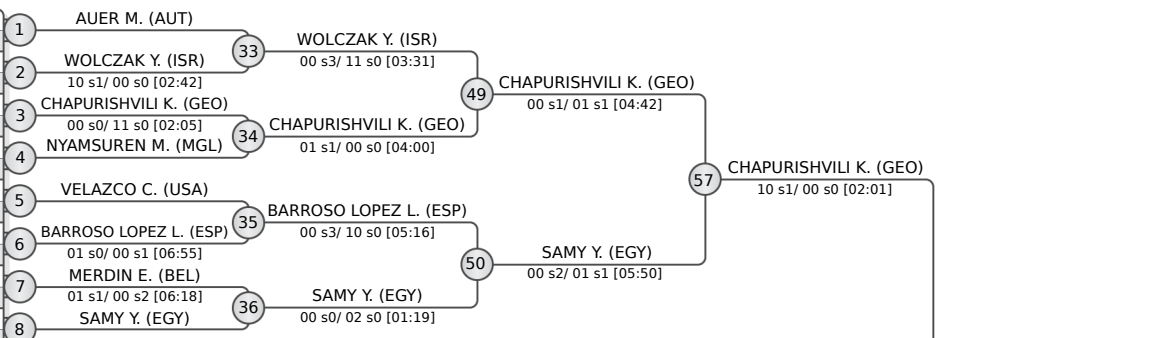 1 AUER M. (AUT)
2 WOLCZAK Y. (ISR)
10 s1/ 00 s0 [02:42]
33 WOLCZAK Y. (ISR)
00 s3/ 11 s0 [03:31]
3 CHAPURISHVILI K. (GEO)
00 s0/ 11 s0 [02:05]
4 NYAMSUREN M. (MGL)
34 CHAPURISHVILI K. (GEO)
01 s1/ 00 s0 [04:00]
49 CHAPURISHVILI K. (GEO)
00 s1/ 01 s1 [04:42]
5 VELAZCO C. (USA)
6 BARROSO LOPEZ L. (ESP)
01 s0/ 00 s1 [06:55]
35 BARROSO LOPEZ L. (ESP)
00 s3/ 10 s0 [05:16]
7 MERDIN E. (BEL)
01 s1/ 00 s2 [06:18]
8 SAMY Y. (EGY)
36 SAMY Y. (EGY)
00 s0/ 02 s0 [01:19]
50 SAMY Y. (EGY)
00 s2/ 01 s1 [05:50]
57 CHAPURISHVILI K. (GEO)
10 s1/ 00 s0 [02:01]